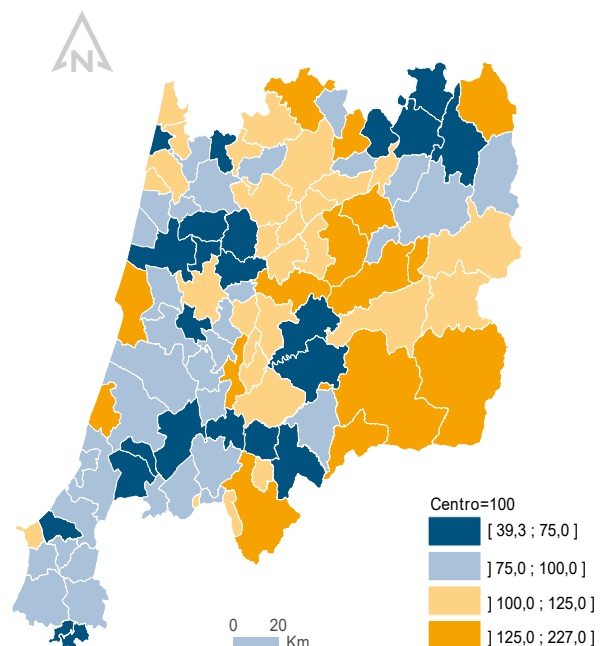 N
Centro=100
[ 39,3 ; 75,0 ]
] 75,0 ; 100,0 ]
] 100,0 ; 125,0 ]
] 125,0 ; 227,0 ]
0 20
Km